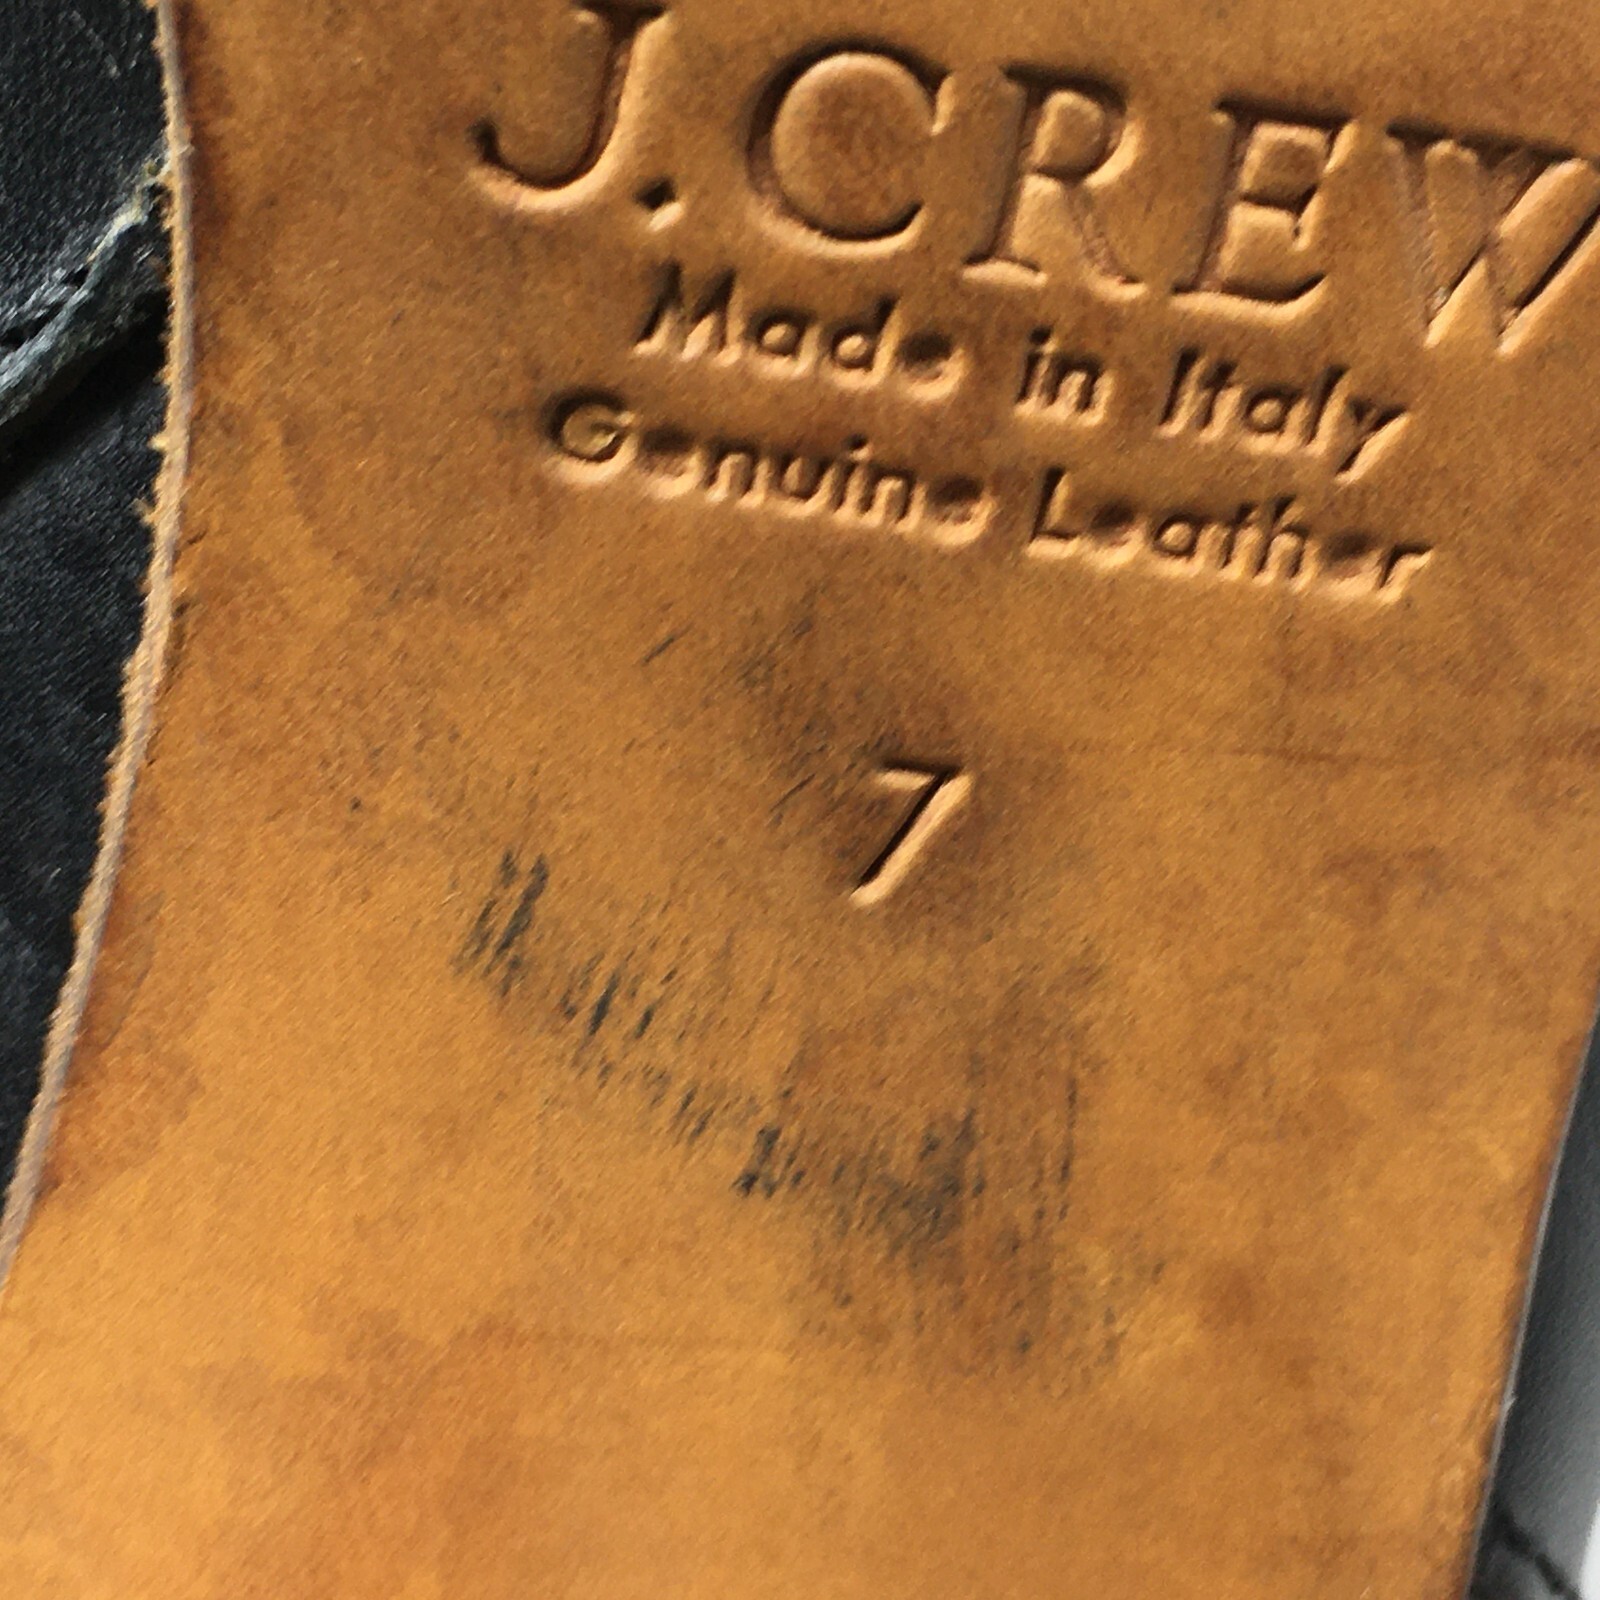 J.CREW
Made in Italy
Genuine Leather
7